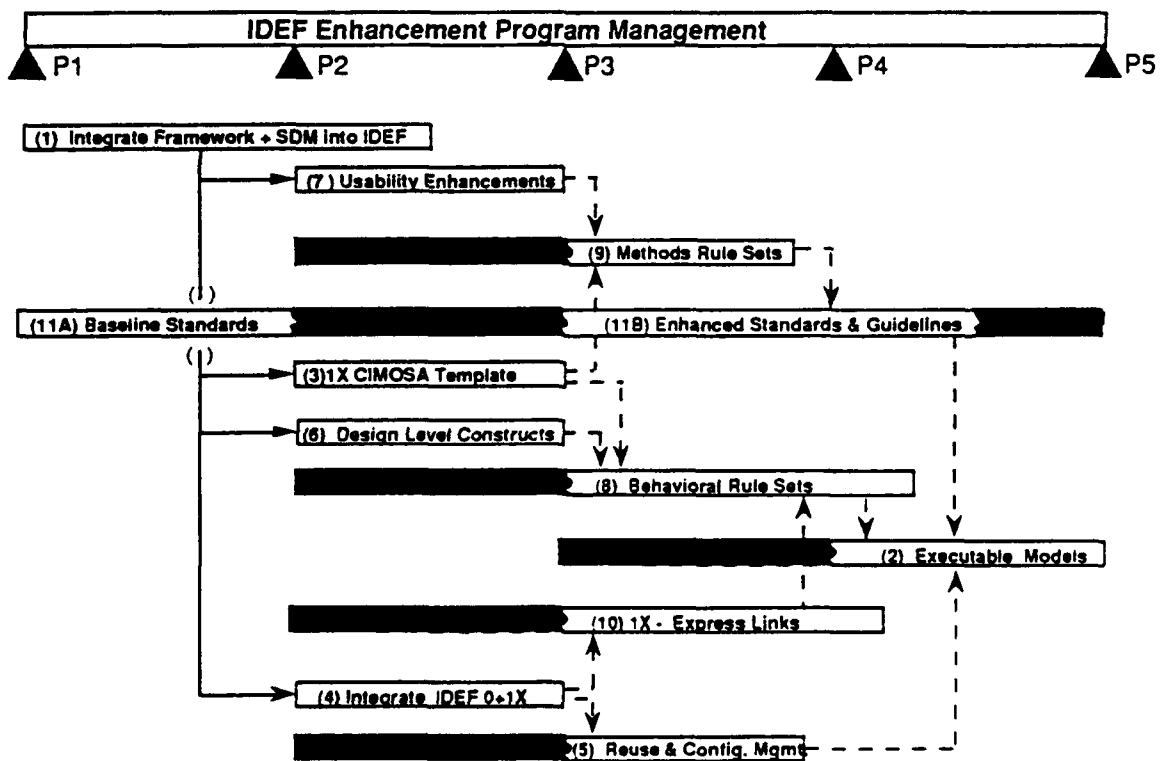 IDEF Enhancement Program Management
P1 P2 P3 P4 P5
(1) Integrate Framework + SDM into IDEF
(7) Usability Enhancements
(9) Methods Rule Sets
(11A) Baseline Standards
(11B) Enhanced Standards & Guidelines
(3)1X CIMOSA Template
(6) Design Level Constructs
(8) Behavioral Rule Sets
(2) Executable Models
(10) 1X - Express Links
(4) Integrate IDEF 0+1X
(5) Reuse & Config. Mgmt